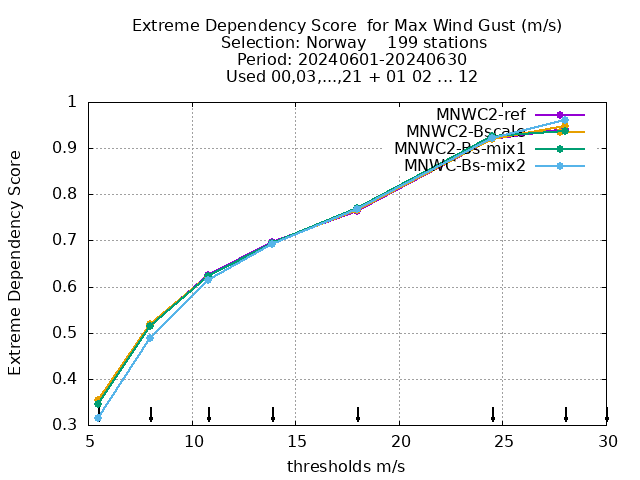 Extreme Dependency Score  for Max Wind Gust (m/s)
Selection: Norway    199 stations
Period: 20240601-20240630
Used 00,03,...,21 + 01 02 ... 12
MNWC2-ref
MNWC2-Bscale
MNWC2-Bs-mix1
MNWC-Bs-mix2
Extreme Dependency Score
1
0.9
0.8
0.7
0.6
0.5
0.4
0.3
5 10 15 20 25 30
thresholds m/s